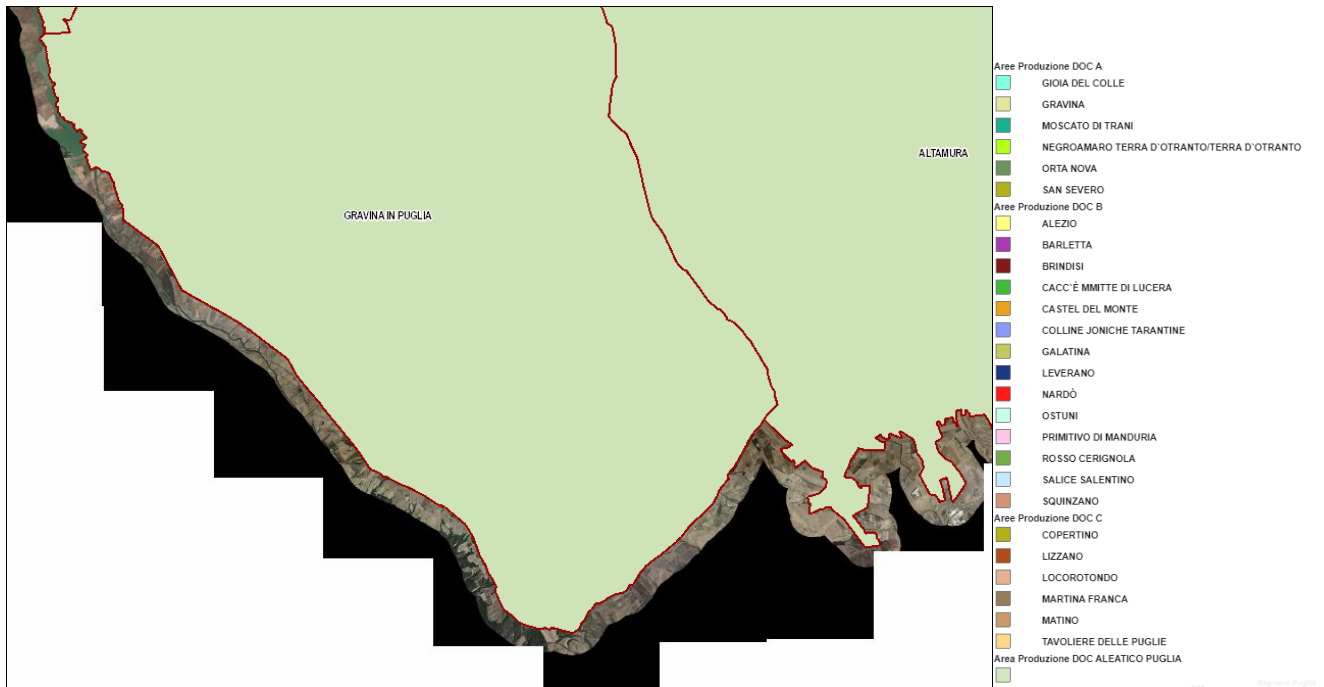 ALTAMURA
GRAVINA IN PUGLIA
Aree Produzione DOC A
GIOIA DEL COLLE
GRAVINA
MOSCATO DI TRANI
NEGROAMARO TERRA D'OTRANTO/TERRA D'OTRANTO
ORTA NOVA
SAN SEVERO
Aree Produzione DOC B
ALEZIO
BARLETTA
BRINDISI
CACC'È MMITTE DI LUCERA
CASTEL DEL MONTE
COLLINE JONICHE TARANTINE
GALATINA
LEVERANO
NARDÒ
OSTUNI
PRIMITIVO DI MANDURIA
ROSSO CERIGNOLA
SALICE SALENTINO
SQUINZANO
Aree Produzione DOC C
COPERTINO
LIZZANO
LOCOROTONDO
MARTINA FRANCA
MATINO
TAVOLIERE DELLE PUGLIE
Area Produzione DOC ALEATICO PUGLIA
Regione Puglia